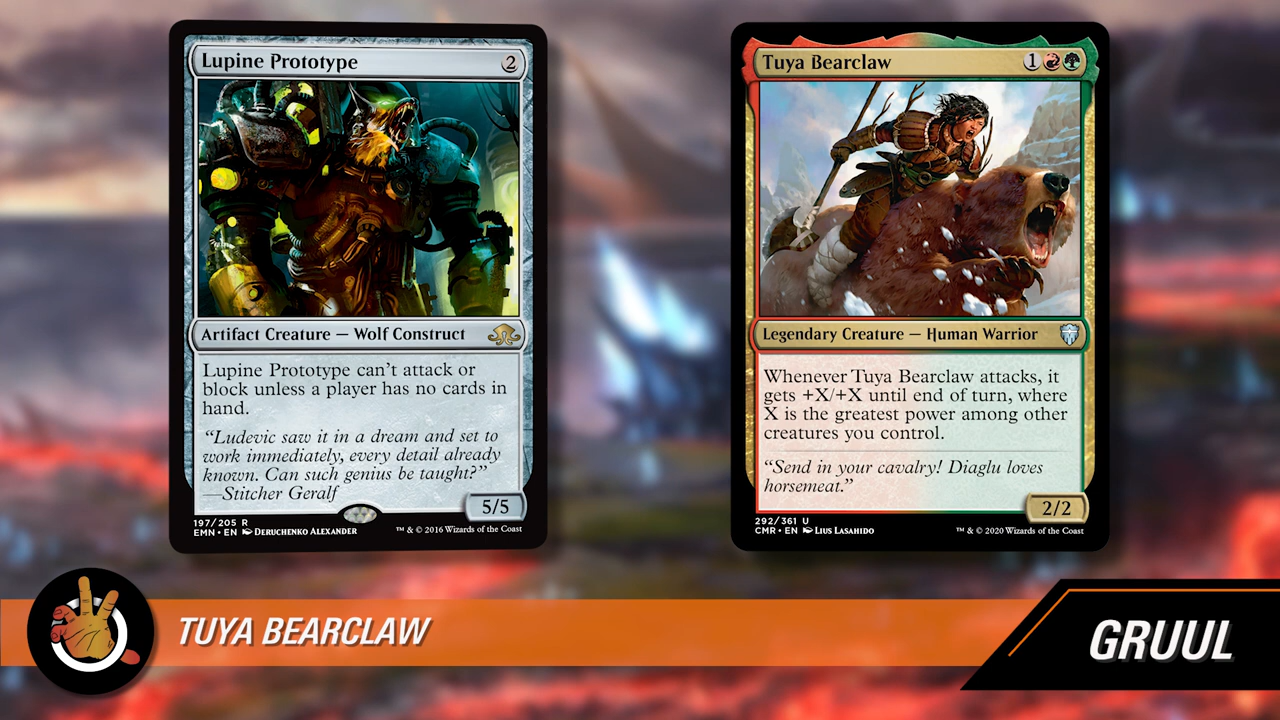 Lupine Prototype 2
Artifact Creature — Wolf Construct
Lupine Prototype can't attack or
block unless a player has no cards in
hand.
“Ludevic saw it in a dream and set to
work immediately, every detail already
known. Can such genius be taught?”
—Stitcher Geralf
5/5
197/205 R
EMN • EN Deruchenko Alexander
™ & © 2016 Wizards of the Coast
Tuya Bearclaw 1
Legendary Creature — Human Warrior
Whenever Tuya Bearclaw attacks, it
gets +X/+X until end of turn, where
X is the greatest power among other
creatures you control.
“Send in your cavalry! Diaglu loves
horsemeat.”
2/2
292/361 U
CMR • EN Lius Lasahido
™ & © 2020 Wizards of the Coast
TUYA BEARCLAW
GRUUL